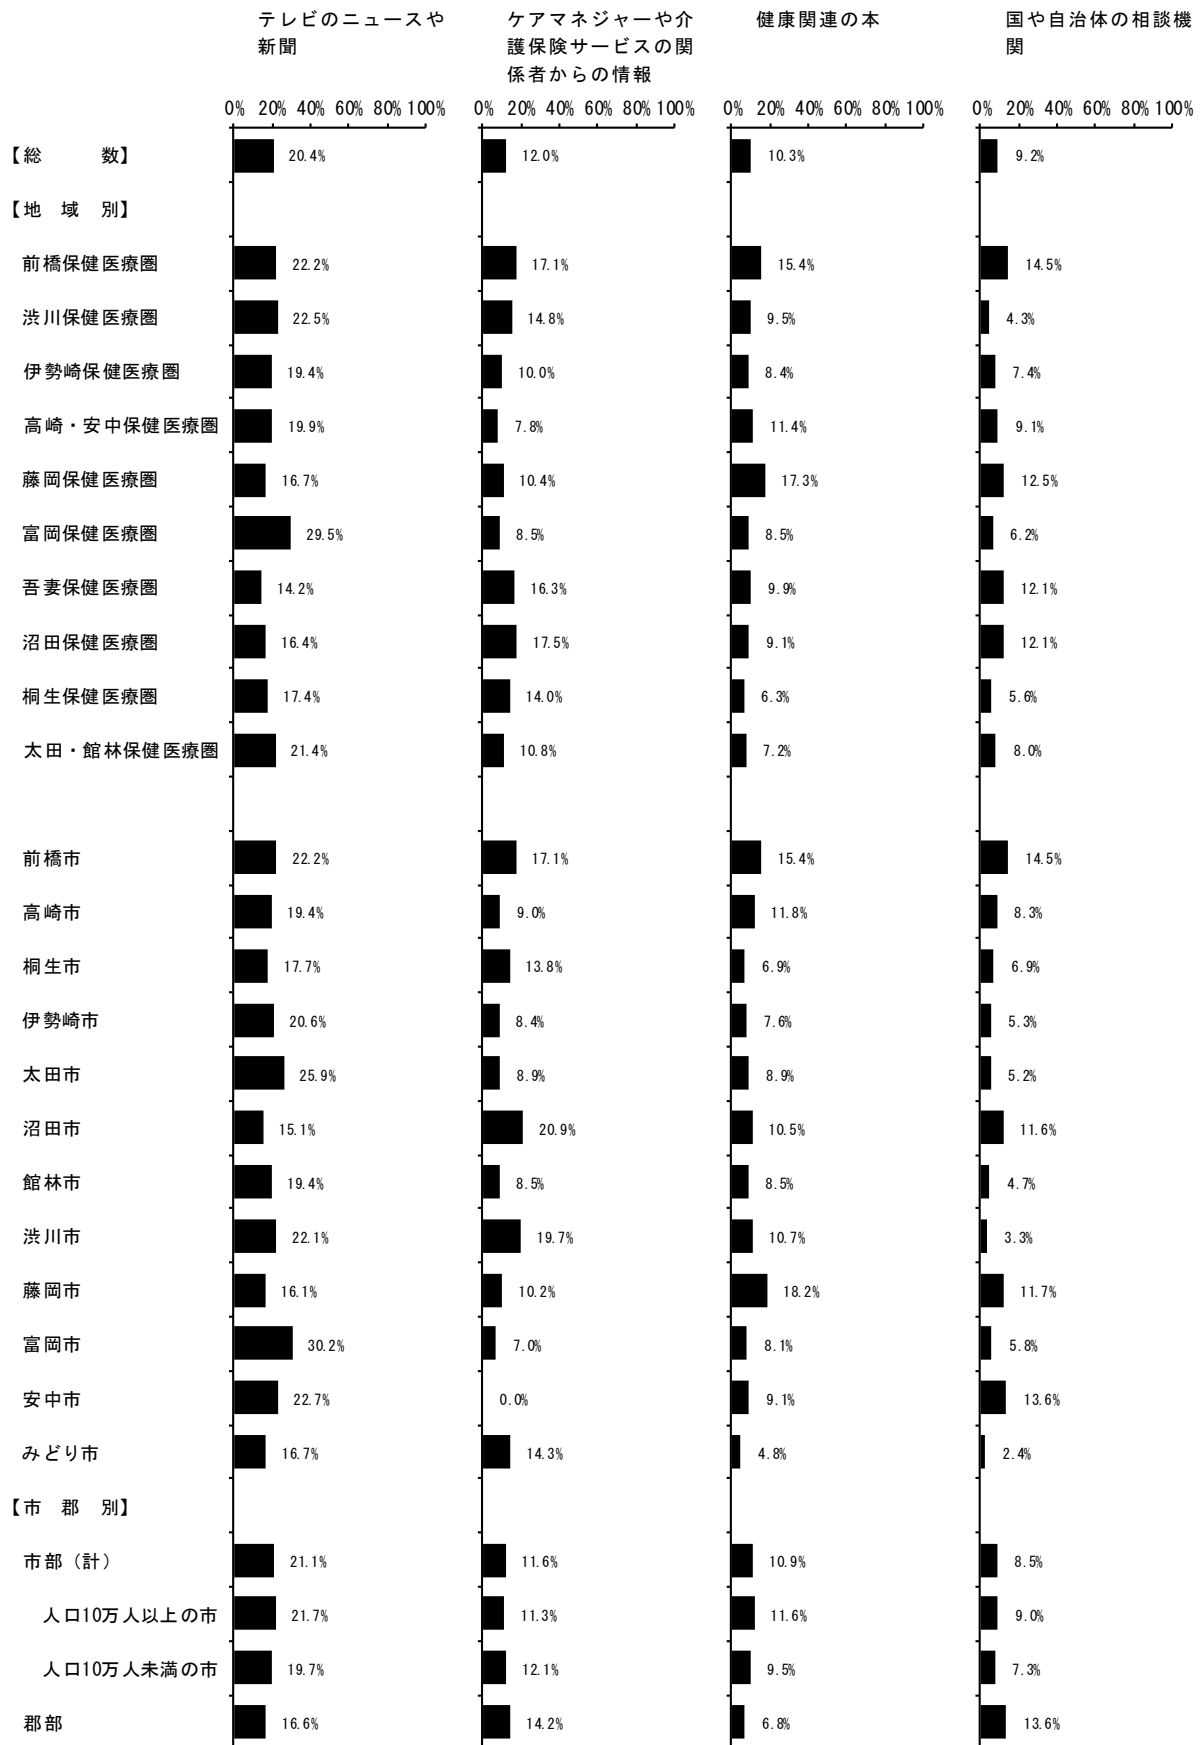 テレビのニュースや
新聞
ケアマネジャーや介
護保険サービスの関
係者からの情報
健康関連の本
国や自治体の相談機
関
0% 20% 40% 60% 80% 100% 0% 20% 40% 60% 80% 100% 0% 20% 40% 60% 80% 100% 0% 20% 40% 60% 80% 100%
【総　　数】 20.4% 12.0% 10.3% 9.2%
【地　域　別】
前橋保健医療圏 22.2% 17.1% 15.4% 14.5%
渋川保健医療圏 22.5% 14.8% 9.5% 4.3%
伊勢崎保健医療圏 19.4% 10.0% 8.4% 7.4%
高崎・安中保健医療圏 19.9% 7.8% 11.4% 9.1%
藤岡保健医療圏 16.7% 10.4% 17.3% 12.5%
富岡保健医療圏 29.5% 8.5% 8.5% 6.2%
吾妻保健医療圏 14.2% 16.3% 9.9% 12.1%
沼田保健医療圏 16.4% 17.5% 9.1% 12.1%
桐生保健医療圏 17.4% 14.0% 6.3% 5.6%
太田・館林保健医療圏 21.4% 10.8% 7.2% 8.0%
前橋市 22.2% 17.1% 15.4% 14.5%
高崎市 19.4% 9.0% 11.8% 8.3%
桐生市 17.7% 13.8% 6.9% 6.9%
伊勢崎市 20.6% 8.4% 7.6% 5.3%
太田市 25.9% 8.9% 8.9% 5.2%
沼田市 15.1% 20.9% 10.5% 11.6%
館林市 19.4% 8.5% 8.5% 4.7%
渋川市 22.1% 19.7% 10.7% 3.3%
藤岡市 16.1% 10.2% 18.2% 11.7%
富岡市 30.2% 7.0% 8.1% 5.8%
安中市 22.7% 0.0% 9.1% 13.6%
みどり市 16.7% 14.3% 4.8% 2.4%
【市　郡　別】
市部（計） 21.1% 11.6% 10.9% 8.5%
人口10万人以上の市 21.7% 11.3% 11.6% 9.0%
人口10万人未満の市 19.7% 12.1% 9.5% 7.3%
郡部 16.6% 14.2% 6.8% 13.6%